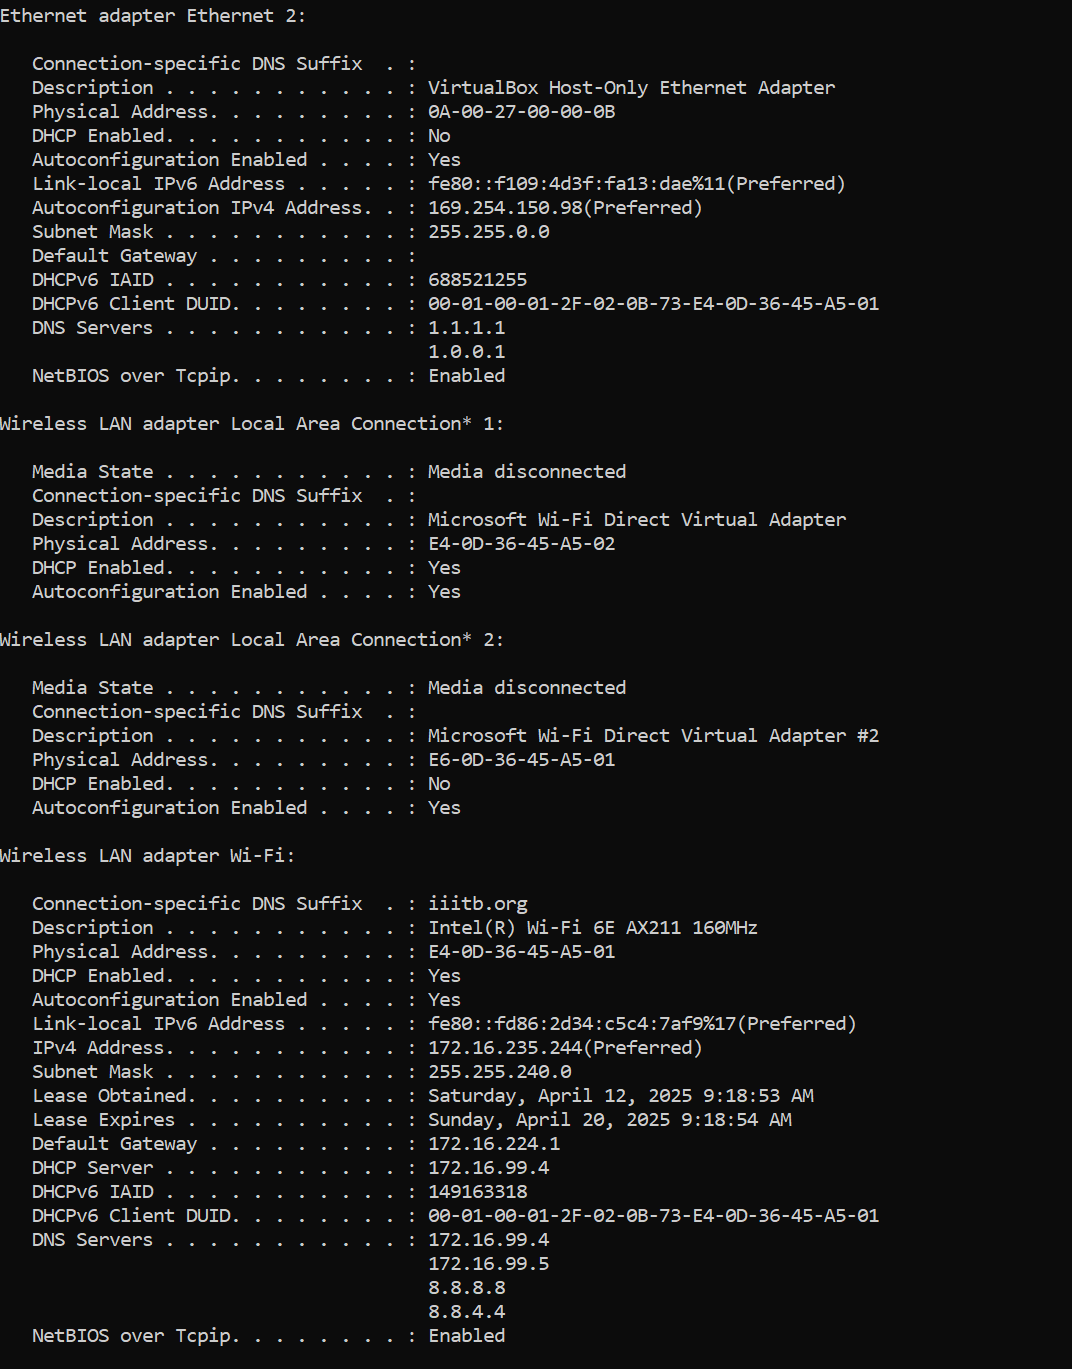 Ethernet adapter Ethernet 2:
Connection-specific DNS Suffix  . :
Description . . . . . . . . . . . : VirtualBox Host-Only Ethernet Adapter
Physical Address. . . . . . . . . : 0A-00-27-00-00-0B
DHCP Enabled. . . . . . . . . . . : No
Autoconfiguration Enabled . . . . : Yes
Link-local IPv6 Address . . . . . : fe80::f109:4d3f:fa13:dae%11(Preferred)
Autoconfiguration IPv4 Address. . : 169.254.150.98(Preferred)
Subnet Mask . . . . . . . . . . . : 255.255.0.0
Default Gateway . . . . . . . . . :
DHCPv6 IAID . . . . . . . . . . . : 688521255
DHCPv6 Client DUID. . . . . . . . : 00-01-00-01-2F-02-0B-73-E4-0D-36-45-A5-01
DNS Servers . . . . . . . . . . . : 1.1.1.1
1.0.0.1
NetBIOS over Tcpip. . . . . . . . : Enabled
Wireless LAN adapter Local Area Connection* 1:
Media State . . . . . . . . . . . : Media disconnected
Connection-specific DNS Suffix  . :
Description . . . . . . . . . . . : Microsoft Wi-Fi Direct Virtual Adapter
Physical Address. . . . . . . . . : E4-0D-36-45-A5-02
DHCP Enabled. . . . . . . . . . . : Yes
Autoconfiguration Enabled . . . . : Yes
Wireless LAN adapter Local Area Connection* 2:
Media State . . . . . . . . . . . : Media disconnected
Connection-specific DNS Suffix  . :
Description . . . . . . . . . . . : Microsoft Wi-Fi Direct Virtual Adapter #2
Physical Address. . . . . . . . . : E6-0D-36-45-A5-01
DHCP Enabled. . . . . . . . . . . : No
Autoconfiguration Enabled . . . . : Yes
Wireless LAN adapter Wi-Fi:
Connection-specific DNS Suffix  . : iiitb.org
Description . . . . . . . . . . . : Intel(R) Wi-Fi 6E AX211 160MHz
Physical Address. . . . . . . . . : E4-0D-36-45-A5-01
DHCP Enabled. . . . . . . . . . . : Yes
Autoconfiguration Enabled . . . . : Yes
Link-local IPv6 Address . . . . . : fe80::fd86:2d34:c5c4:7af9%17(Preferred)
IPv4 Address. . . . . . . . . . . : 172.16.235.244(Preferred)
Subnet Mask . . . . . . . . . . . : 255.255.240.0
Lease Obtained. . . . . . . . . . : Saturday, April 12, 2025 9:18:53 AM
Lease Expires . . . . . . . . . . : Sunday, April 20, 2025 9:18:54 AM
Default Gateway . . . . . . . . . : 172.16.224.1
DHCP Server . . . . . . . . . . . : 172.16.99.4
DHCPv6 IAID . . . . . . . . . . . : 149163318
DHCPv6 Client DUID. . . . . . . . : 00-01-00-01-2F-02-0B-73-E4-0D-36-45-A5-01
DNS Servers . . . . . . . . . . . : 172.16.99.4
172.16.99.5
8.8.8.8
8.8.4.4
NetBIOS over Tcpip. . . . . . . . : Enabled